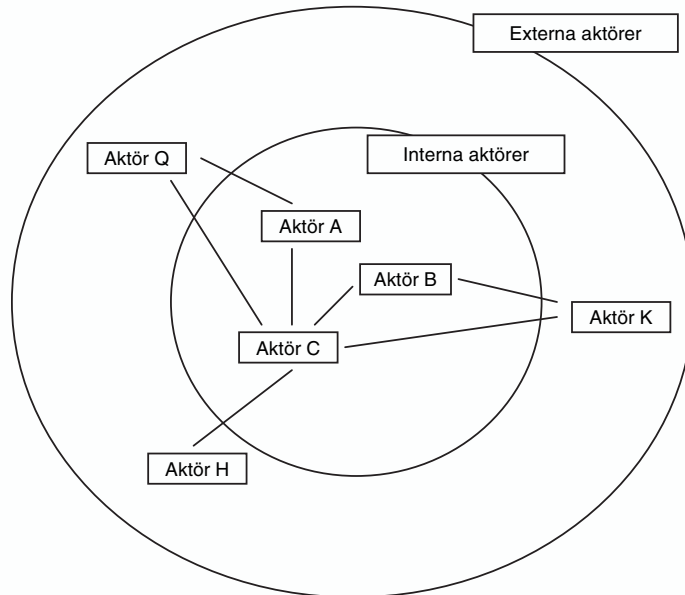 Externa aktörer
Interna aktörer
Aktör Q
Aktör A
Aktör B
Aktör K
Aktör C
Aktör H